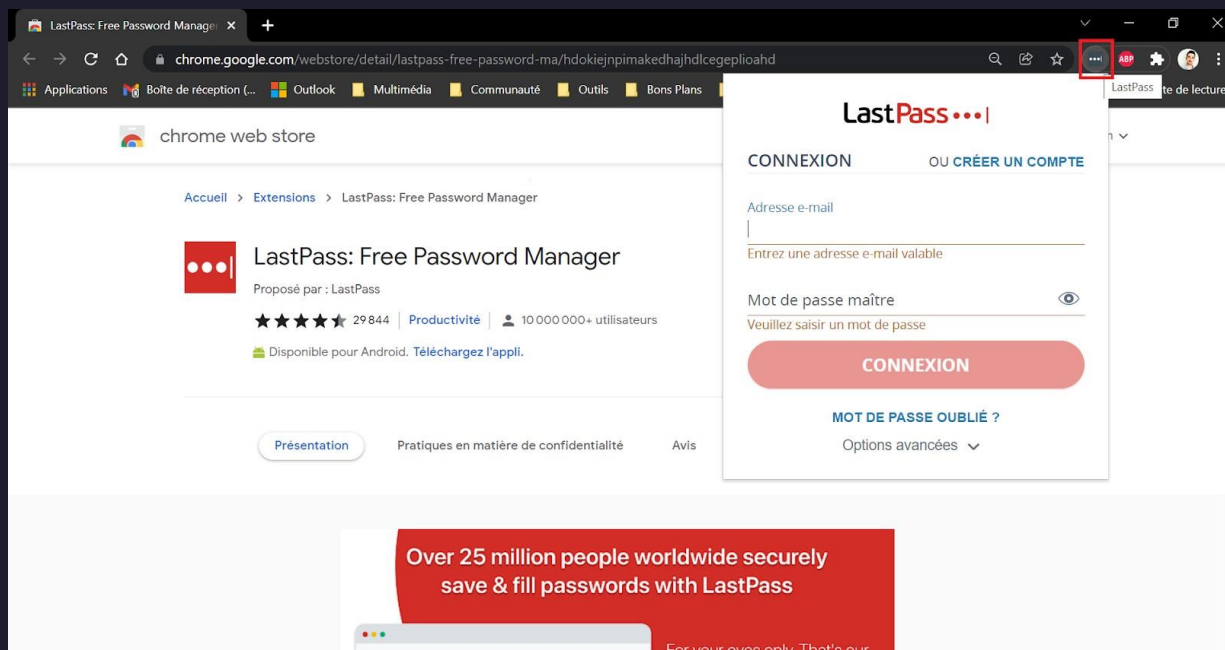 LastPass: Free Password Manager
chrome.google.com/webstore/detail/lastpass-free-password-ma/hdokiejnpimakedhajhdlcegeplioahd
ABP
Applications Boîte de réception (... Outlook Multimédia Communauté Outils Bons Plans te de lecture
LastPass
chrome web store
LastPass
CONNEXION OU CRÉER UN COMPTE
Adresse e-mail
Entrez une adresse e-mail valable
Mot de passe maître
Veuillez saisir un mot de passe
CONNEXION
MOT DE PASSE OUBLIÉ ?
Options avancées
Accueil > Extensions > LastPass: Free Password Manager
LastPass: Free Password Manager
Proposé par : LastPass
29 844 Productivité 10 000 000+ utilisateurs
Disponible pour Android. Téléchargez l'appli.
Présentation Pratiques en matière de confidentialité Avis
Over 25 million people worldwide securely
save & fill passwords with LastPass
For your eyes only. That's our